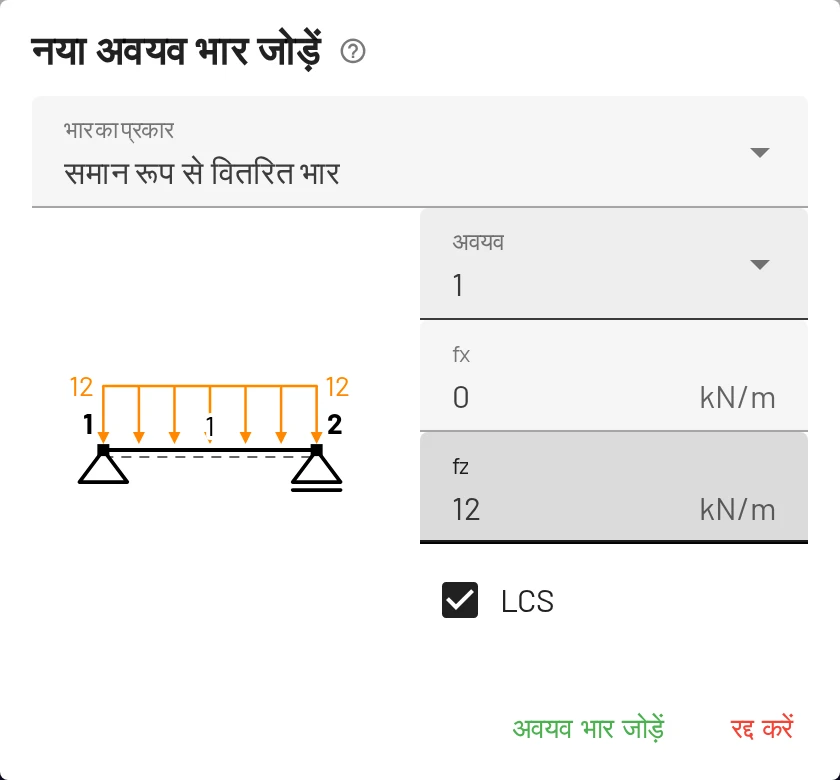 नया अवयव भार जोड़ें ?
भार का प्रकार
समान रूप से वितरित भार
अवयव
1
fx
0 kN/m
12 12
1 1 2
fz
12 kN/m
LCS
अवयव भार जोड़ें रद्द करें